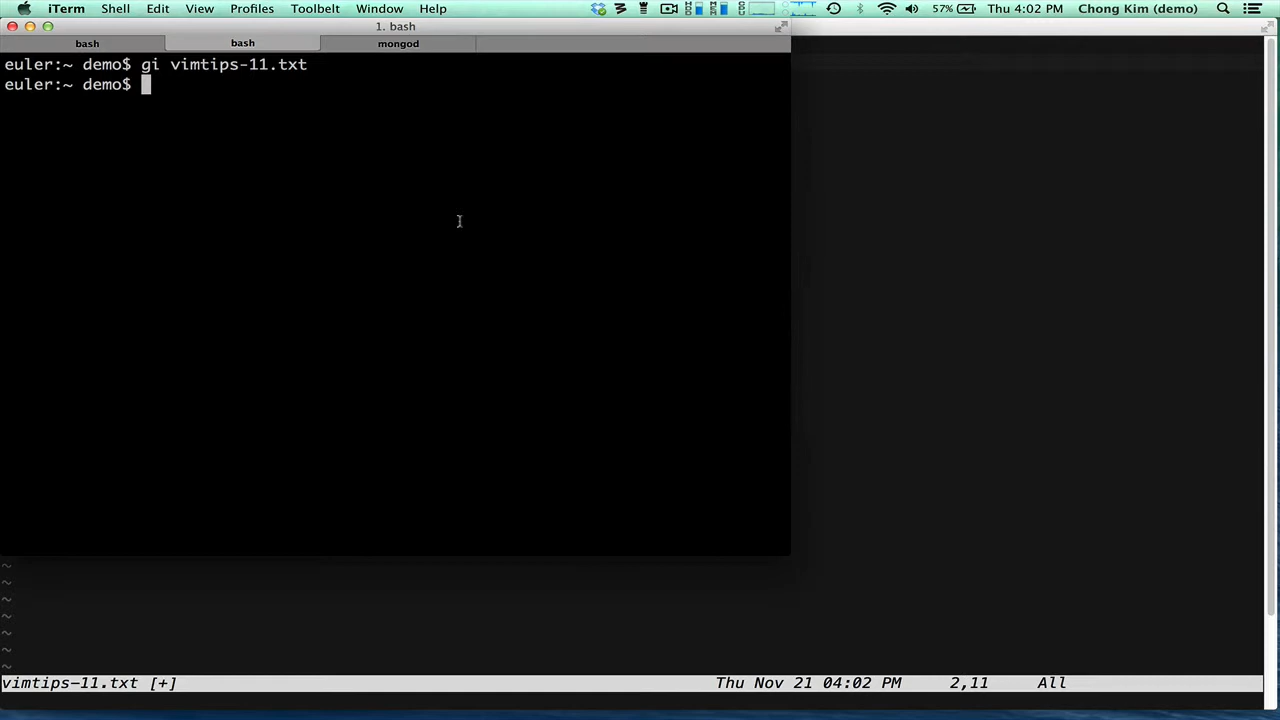 iTerm Shell Edit View Profiles Toolbelt Window Help 57% Thu 4:02 PM Chong Kim (demo)
1. bash
bash bash mongod
euler:~ demo$ gi vimtips-11.txt
euler:~ demo$
~
~
~
~
~
~
~
vimtips-11.txt [+] Thu Nov 21 04:02 PM 2,11 All